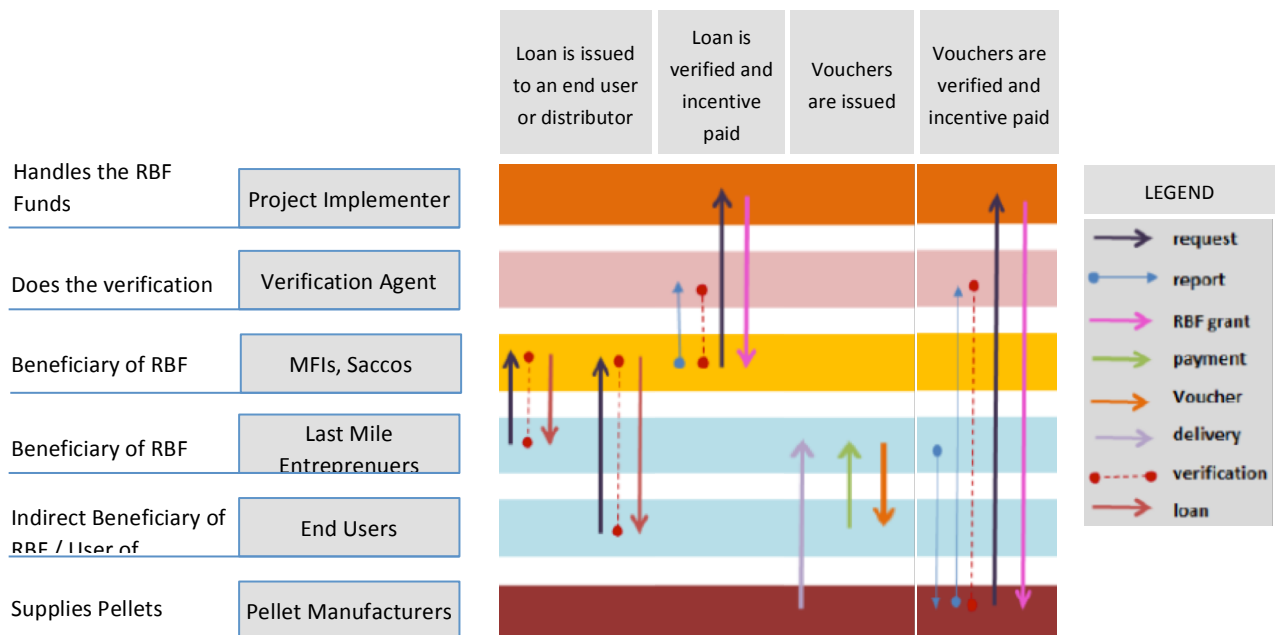 Loan is issued
to an end user
or distributor
Loan is
verified and
incentive
paid
Vouchers
are issued
Vouchers are
verified and
incentive paid
Handles the RBF
Funds
Project Implementer
Does the verification
Verification Agent
Beneficiary of RBF
MFIs, Saccos
Beneficiary of RBF
Last Mile
Entreprenuers
Indirect Beneficiary of
RBF / User of
End Users
Supplies Pellets
Pellet Manufacturers
LEGEND
request
report
RBF grant
payment
Voucher
delivery
verification
loan